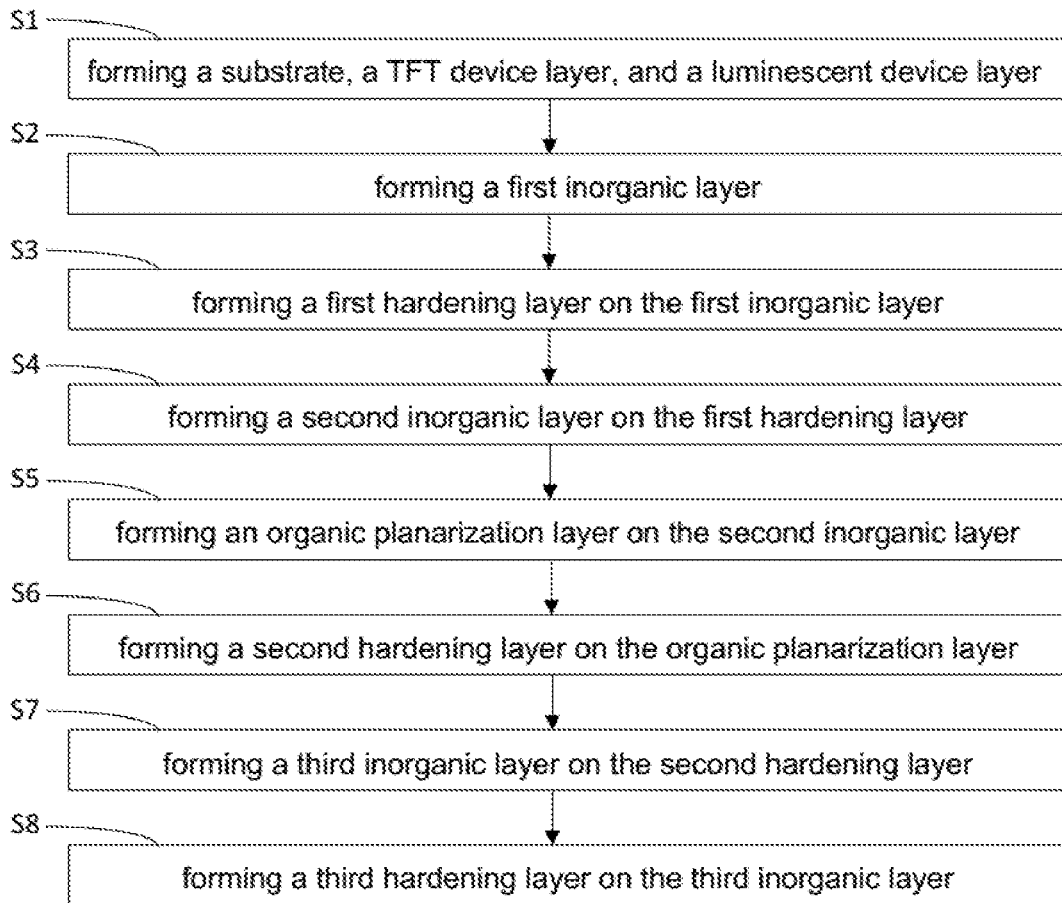 S1
forming a substrate, a TFT device layer, and a luminescent device layer
S2
forming a first inorganic layer
S3
forming a first hardening layer on the first inorganic layer
S4
forming a second inorganic layer on the first hardening layer
S5
forming an organic planarization layer on the second inorganic layer
S6
forming a second hardening layer on the organic planarization layer
S7
forming a third inorganic layer on the second hardening layer
S8
forming a third hardening layer on the third inorganic layer